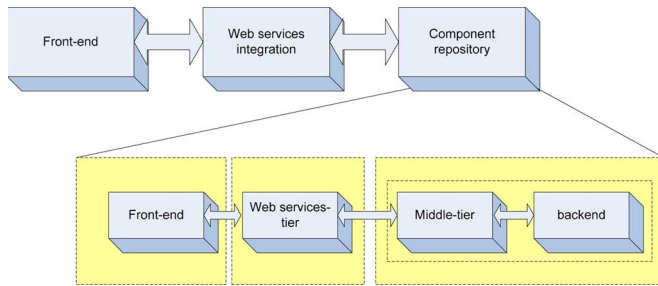 Front-end
Web services
integration
Component
repository
Front-end
Web services-
tier
Middle-tier
backend